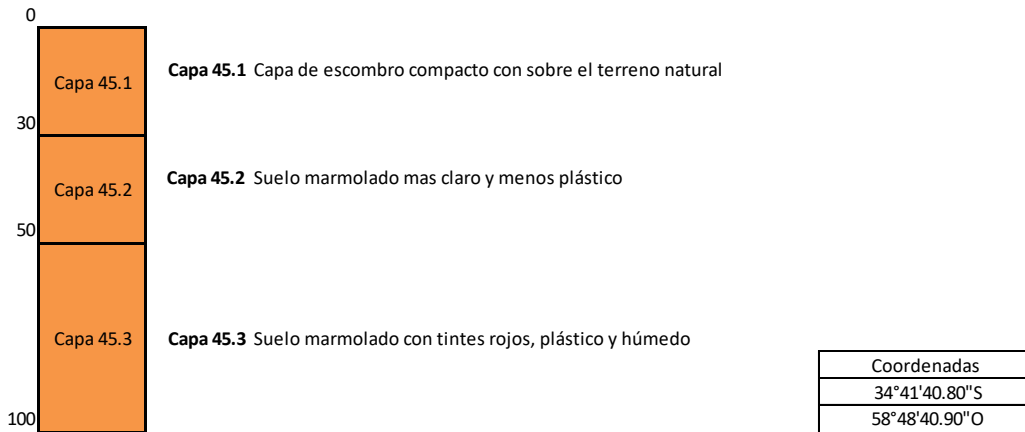 0
Capa 45.1
Capa 45.1 Capa de escombro compacto con sobre el terreno natural
30
Capa 45.2
Capa 45.2 Suelo marmolado mas claro y menos plástico
50
Capa 45.3
Capa 45.3 Suelo marmolado con tintes rojos, plástico y húmedo
100
Coordenadas
34°41'40.80"S
58°48'40.90"O